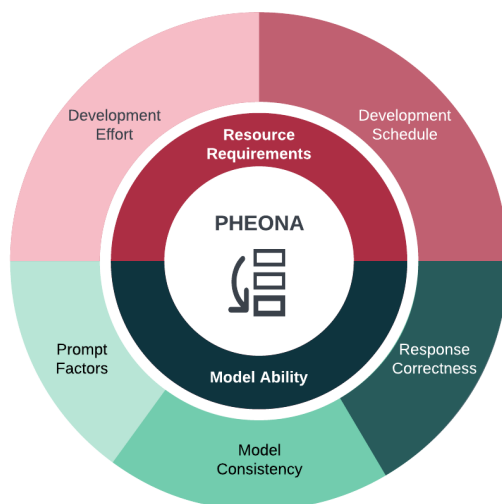 Development
Effort
Development
Schedule
Resource
Requirements
PHEONA
Prompt
Factors
Response
Correctness
Model Ability
Model
Consistency